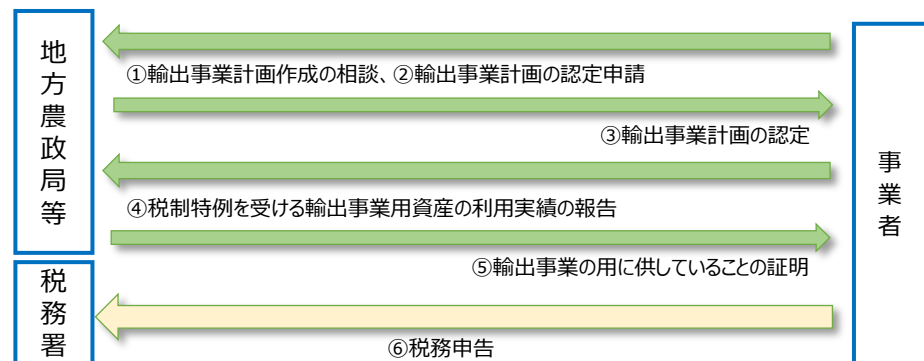 地方農政局等
①輸出事業計画作成の相談、②輸出事業計画の認定申請
③輸出事業計画の認定
④税制特例を受ける輸出事業用資産の利用実績の報告
⑤輸出事業の用に供していることの証明
税務署
⑥税務申告
事業者